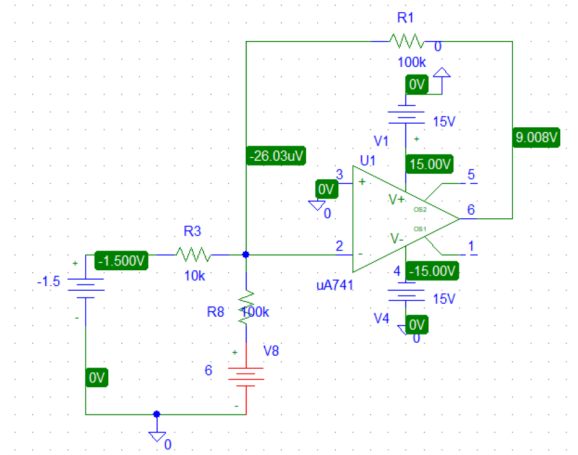 R1
0
100k
0V
15V
V1
+
9.008V
-26.03uV
U1
15.00V
3
+
5
0V
V+
OS2
0
6
R3
2
-
OS1
V-
1
+
-1.500V
10k
4
-15.00V
-1.5
uA741
15V
R8
100k
V4
0V
0
-
+
V8
6
0V
-
0